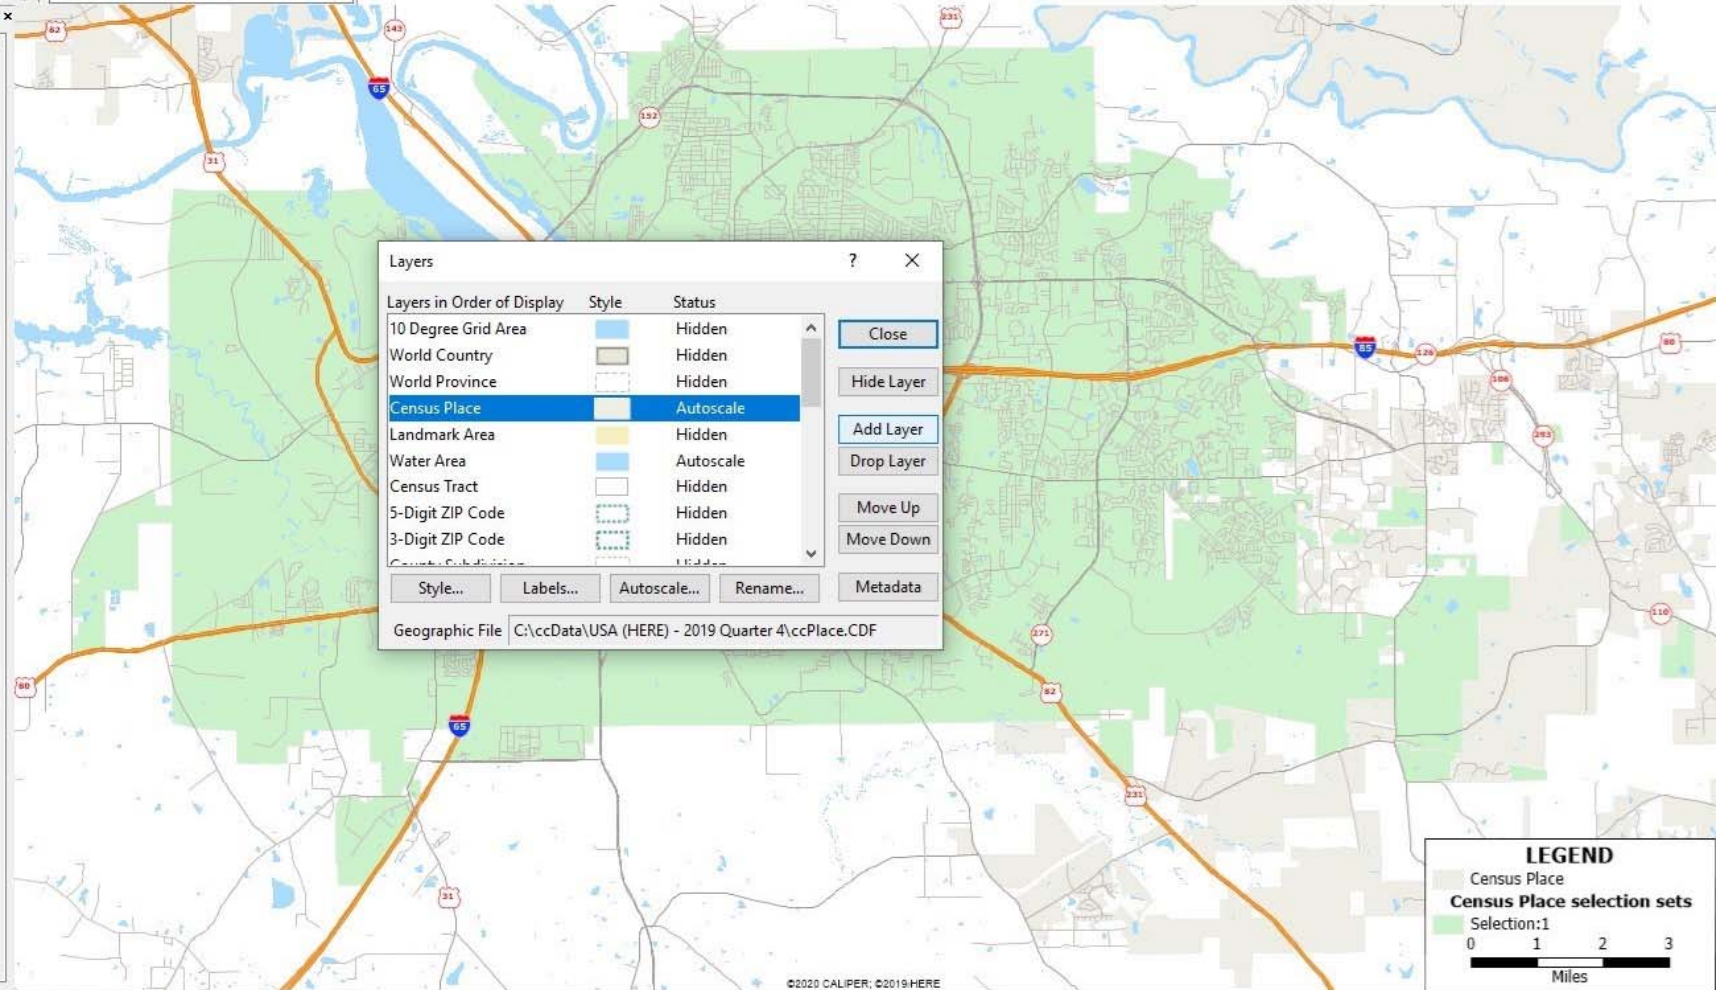 ×
82
143
231
65
152
31
Layers ? ×
Layers in Order of Display Style Status
10 Degree Grid Area Hidden
World Country Hidden
World Province Hidden
Census Place Autoscale
Landmark Area Hidden
Water Area Autoscale
Census Tract Hidden
5-Digit ZIP Code Hidden
3-Digit ZIP Code Hidden
County Subdivision Hidden
Close
Hide Layer
Add Layer
Drop Layer
Move Up
Move Down
Metadata
Style... Labels... Autoscale... Rename...
Geographic File C:\ccData\USA (HERE) - 2019 Quarter 4\ccPlace.CDF
85
126
80
106
293
110
271
80
82
65
231
31
LEGEND
Census Place
Census Place selection sets
Selection:1
0 1 2 3
Miles
©2020 CALIPER; ©2019 HERE